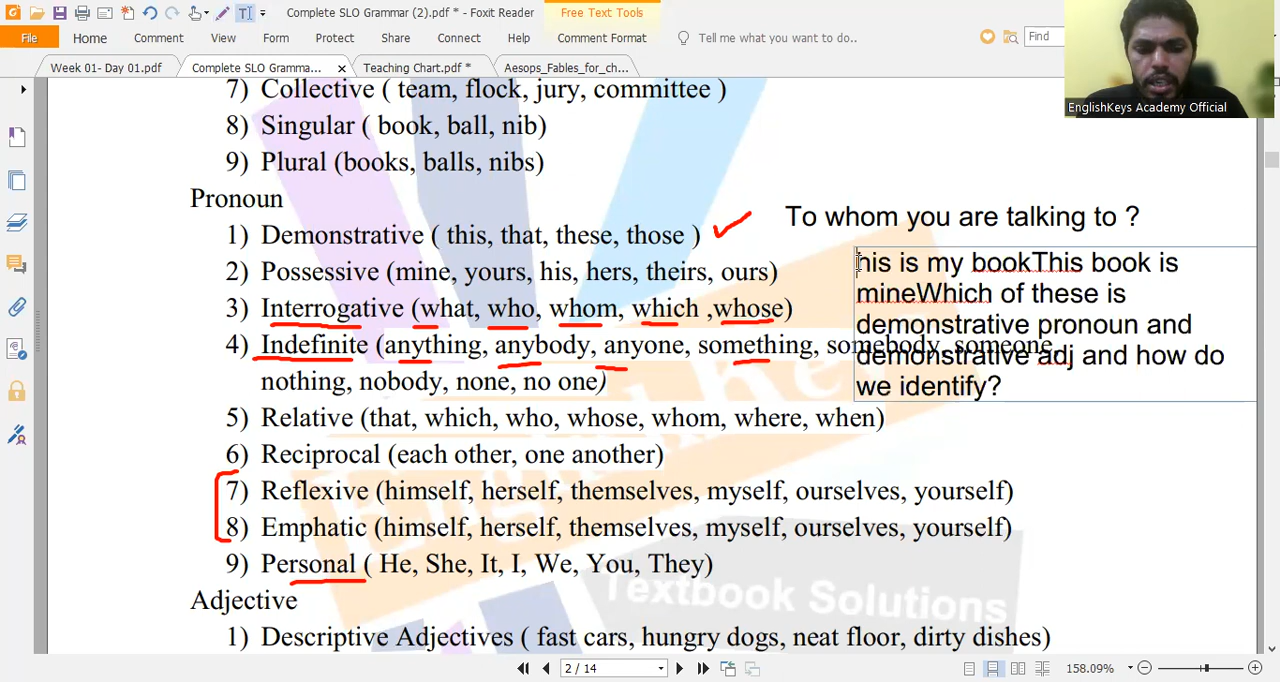 Complete SLO Grammar (2).pdf * - Foxit Reader
Free Text Tools
File Home Comment View Form Protect Share Connect Help Comment Format Tell me what you want to do.. Find
Week 01- Day 01.pdf Complete SLO Gramma... Teaching Chart.pdf * Aesops_Fables_for_ch...
EnglishKeys Academy Official
7) Collective ( team, flock, jury, committee )
8) Singular ( book, ball, nib)
9) Plural (books, balls, nibs)
Pronoun
To whom you are talking to ?
1) Demonstrative ( this, that, these, those )
his is my bookThis book is
2) Possessive (mine, yours, his, hers, theirs, ours)
mineWhich of these is
3) Interrogative (what, who, whom, which ,whose)
demonstrative pronoun and
4) Indefinite (anything, anybody, anyone, something, somebody, someone,
demonstrative adj and how do
nothing, nobody, none, no one)
we identify?
5) Relative (that, which, who, whose, whom, where, when)
6) Reciprocal (each other, one another)
7) Reflexive (himself, herself, themselves, myself, ourselves, yourself)
8) Emphatic (himself, herself, themselves, myself, ourselves, yourself)
9) Personal ( He, She, It, I, We, You, They)
Textbook Solutions
Adjective
1) Descriptive Adjectives ( fast cars, hungry dogs, neat floor, dirty dishes)
2 / 14
158.09%